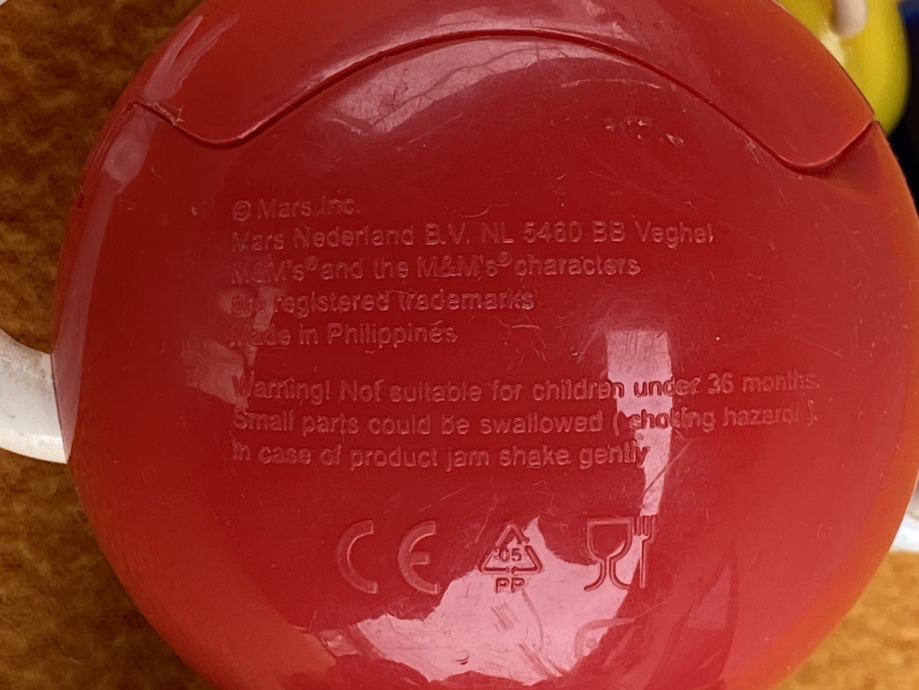 © Mars Inc.
Mars Nederland B.V. NL 5460 BB Veghel
M&M's® and the M&M's® characters
are registered trademarks
Made in Philippines
Warning! Not suitable for children under 36 months.
Small parts could be swallowed ( choking hazard! ).
In case of product jam shake gently
CE
05
PP